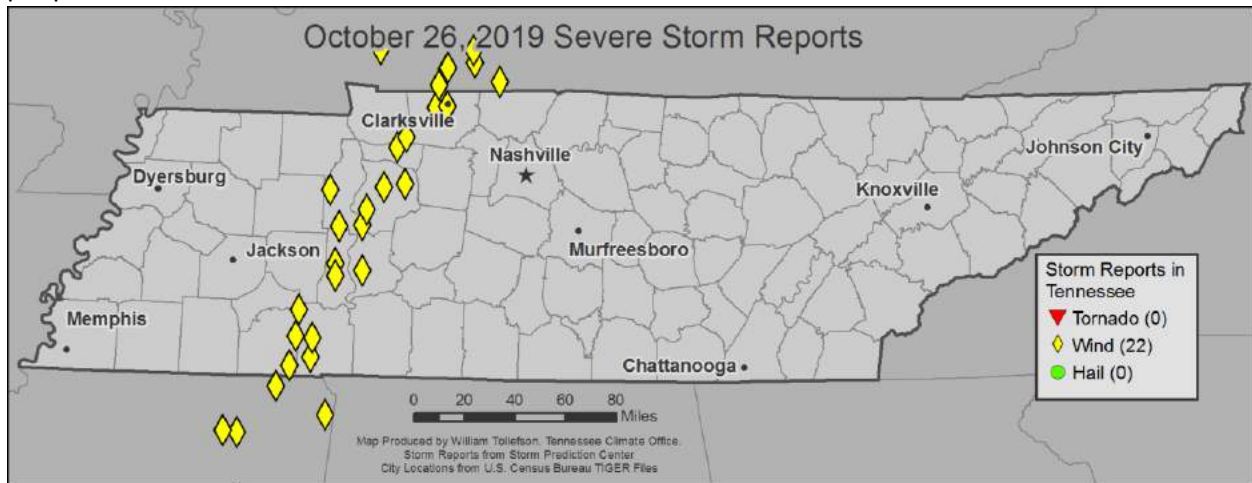 October 26, 2019 Severe Storm Reports
Clarksville
Nashville
Johnson City
Dyersburg
Knoxville
Murfreesboro
Jackson
Storm Reports in
Tennessee
Tornado (0)
Wind (22)
Hail (0)
Memphis
Chattanooga
0 20 40 60 80
Miles
Map Produced by William Tollefson, Tennessee Climate Office.
Storm Reports from Storm Prediction Center
City Locations from U.S. Census Bureau TIGER Files